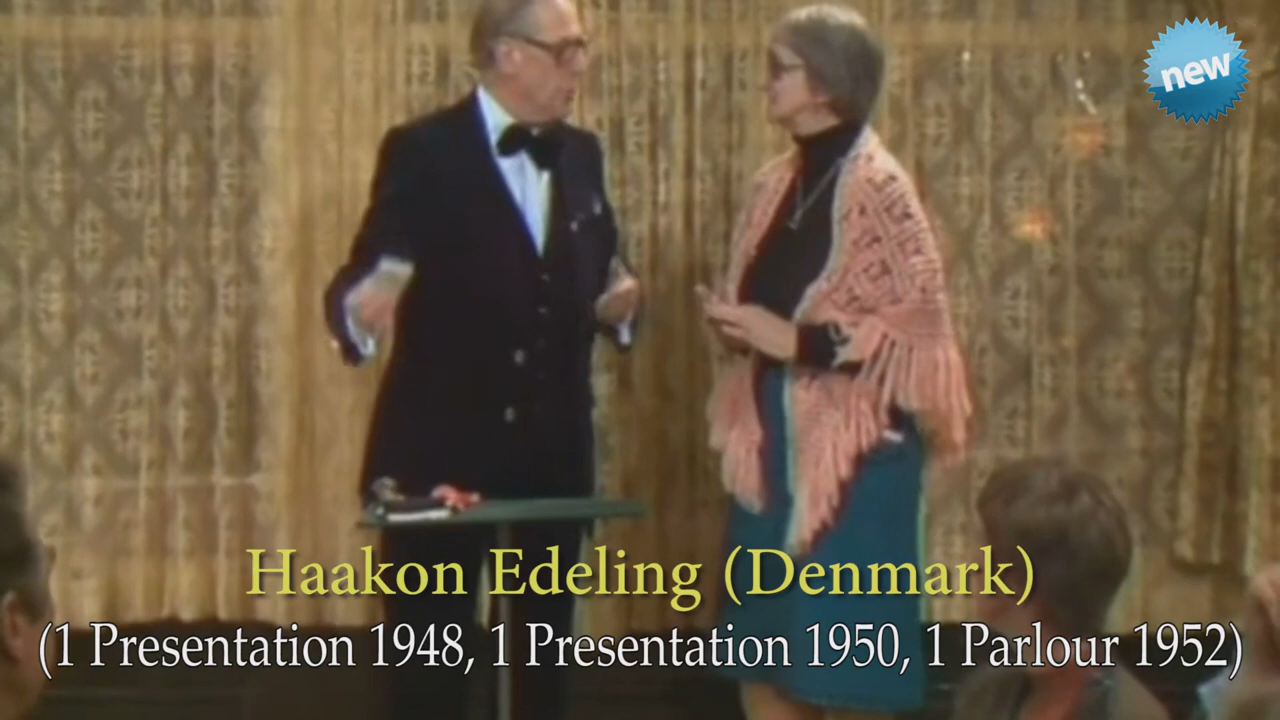 new
Haakon Edeling (Denmark)
(1 Presentation 1948, 1 Presentation 1950, 1 Parlour 1952)